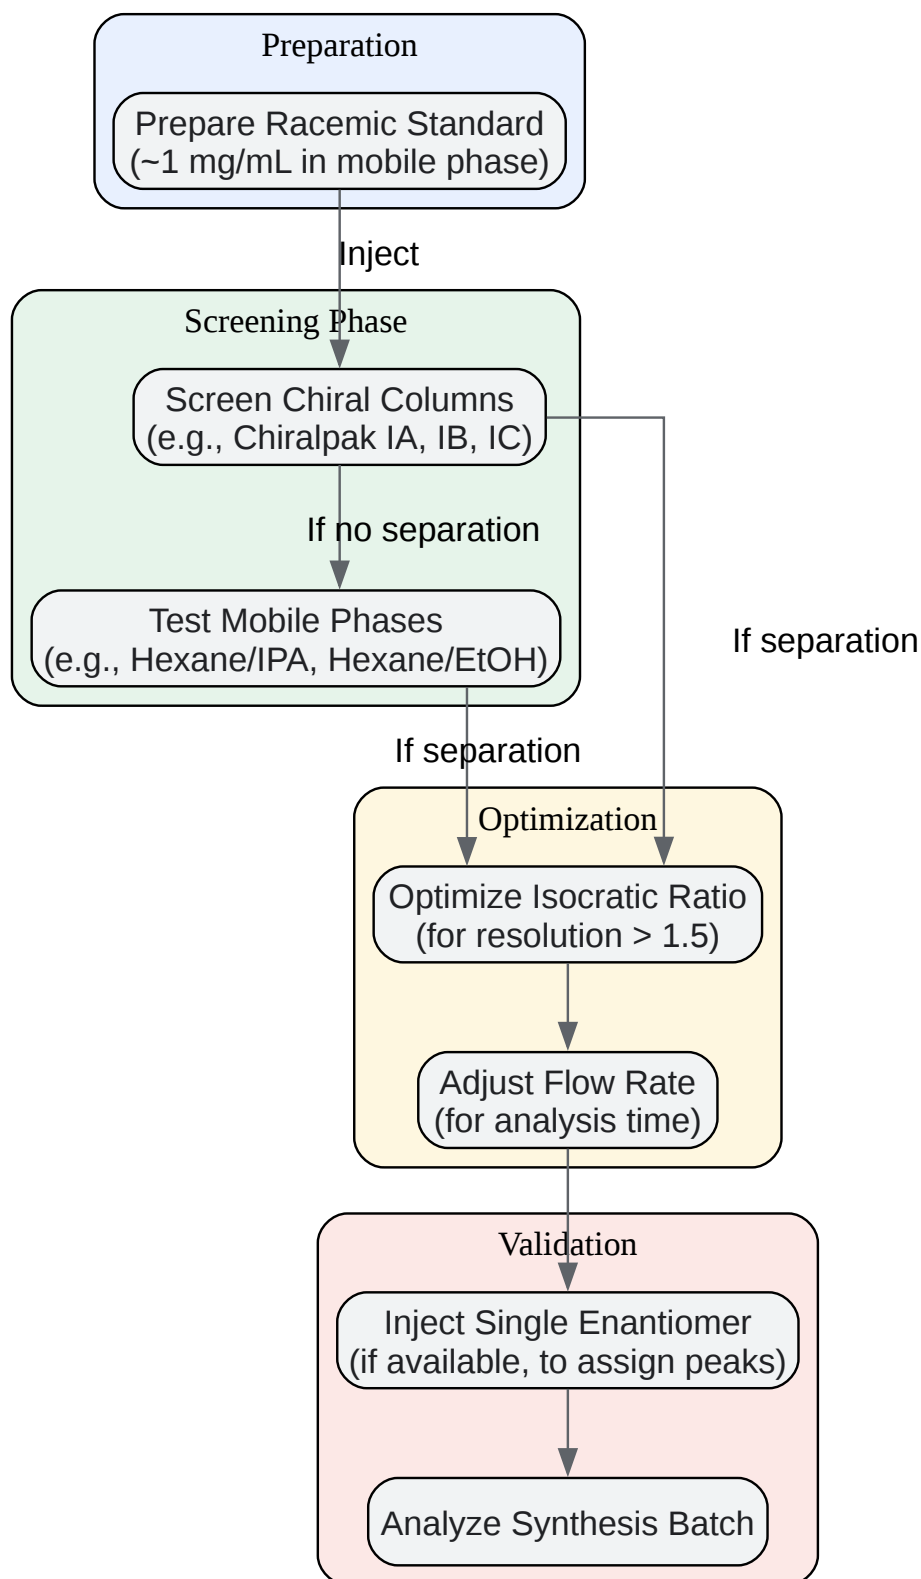 Preparation
Prepare Racemic Standard
(~1 mg/mL in mobile phase)
Inject
Screening Phase
Screen Chiral Columns
(e.g., Chiralpak IA, IB, IC)
If no separation
Test Mobile Phases
(e.g., Hexane/IPA, Hexane/EtOH)
If separation
If separation
Optimization
Optimize Isocratic Ratio
(for resolution > 1.5)
Adjust Flow Rate
(for analysis time)
Validation
Inject Single Enantiomer
(if available, to assign peaks)
Analyze Synthesis Batch